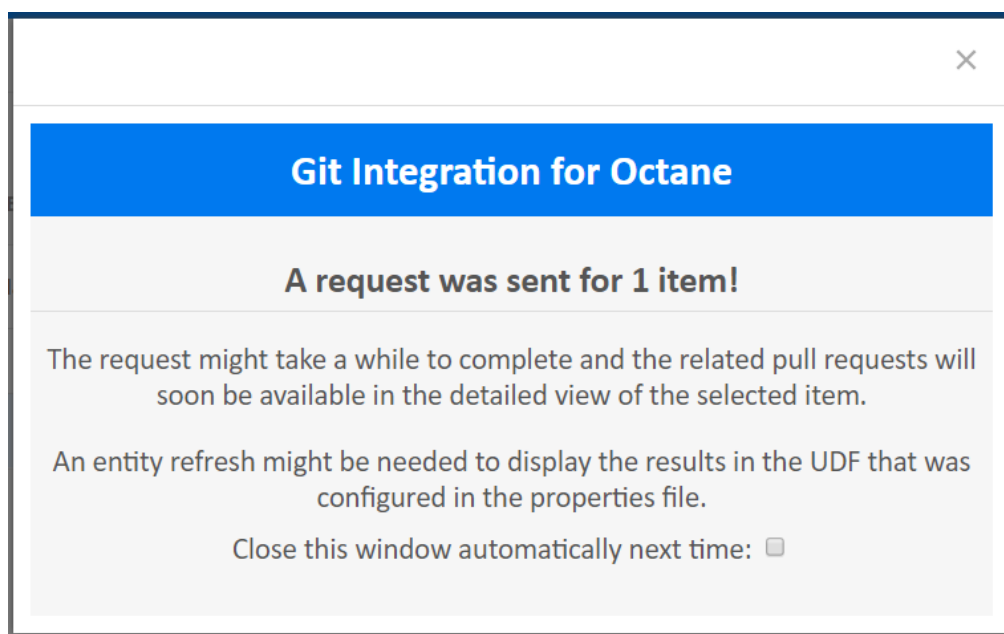 Git Integration for Octane
A request was sent for 1 item!
The request might take a while to complete and the related pull requests will
soon be available in the detailed view of the selected item.
An entity refresh might be needed to display the results in the UDF that was
configured in the properties file.
Close this window automatically next time: